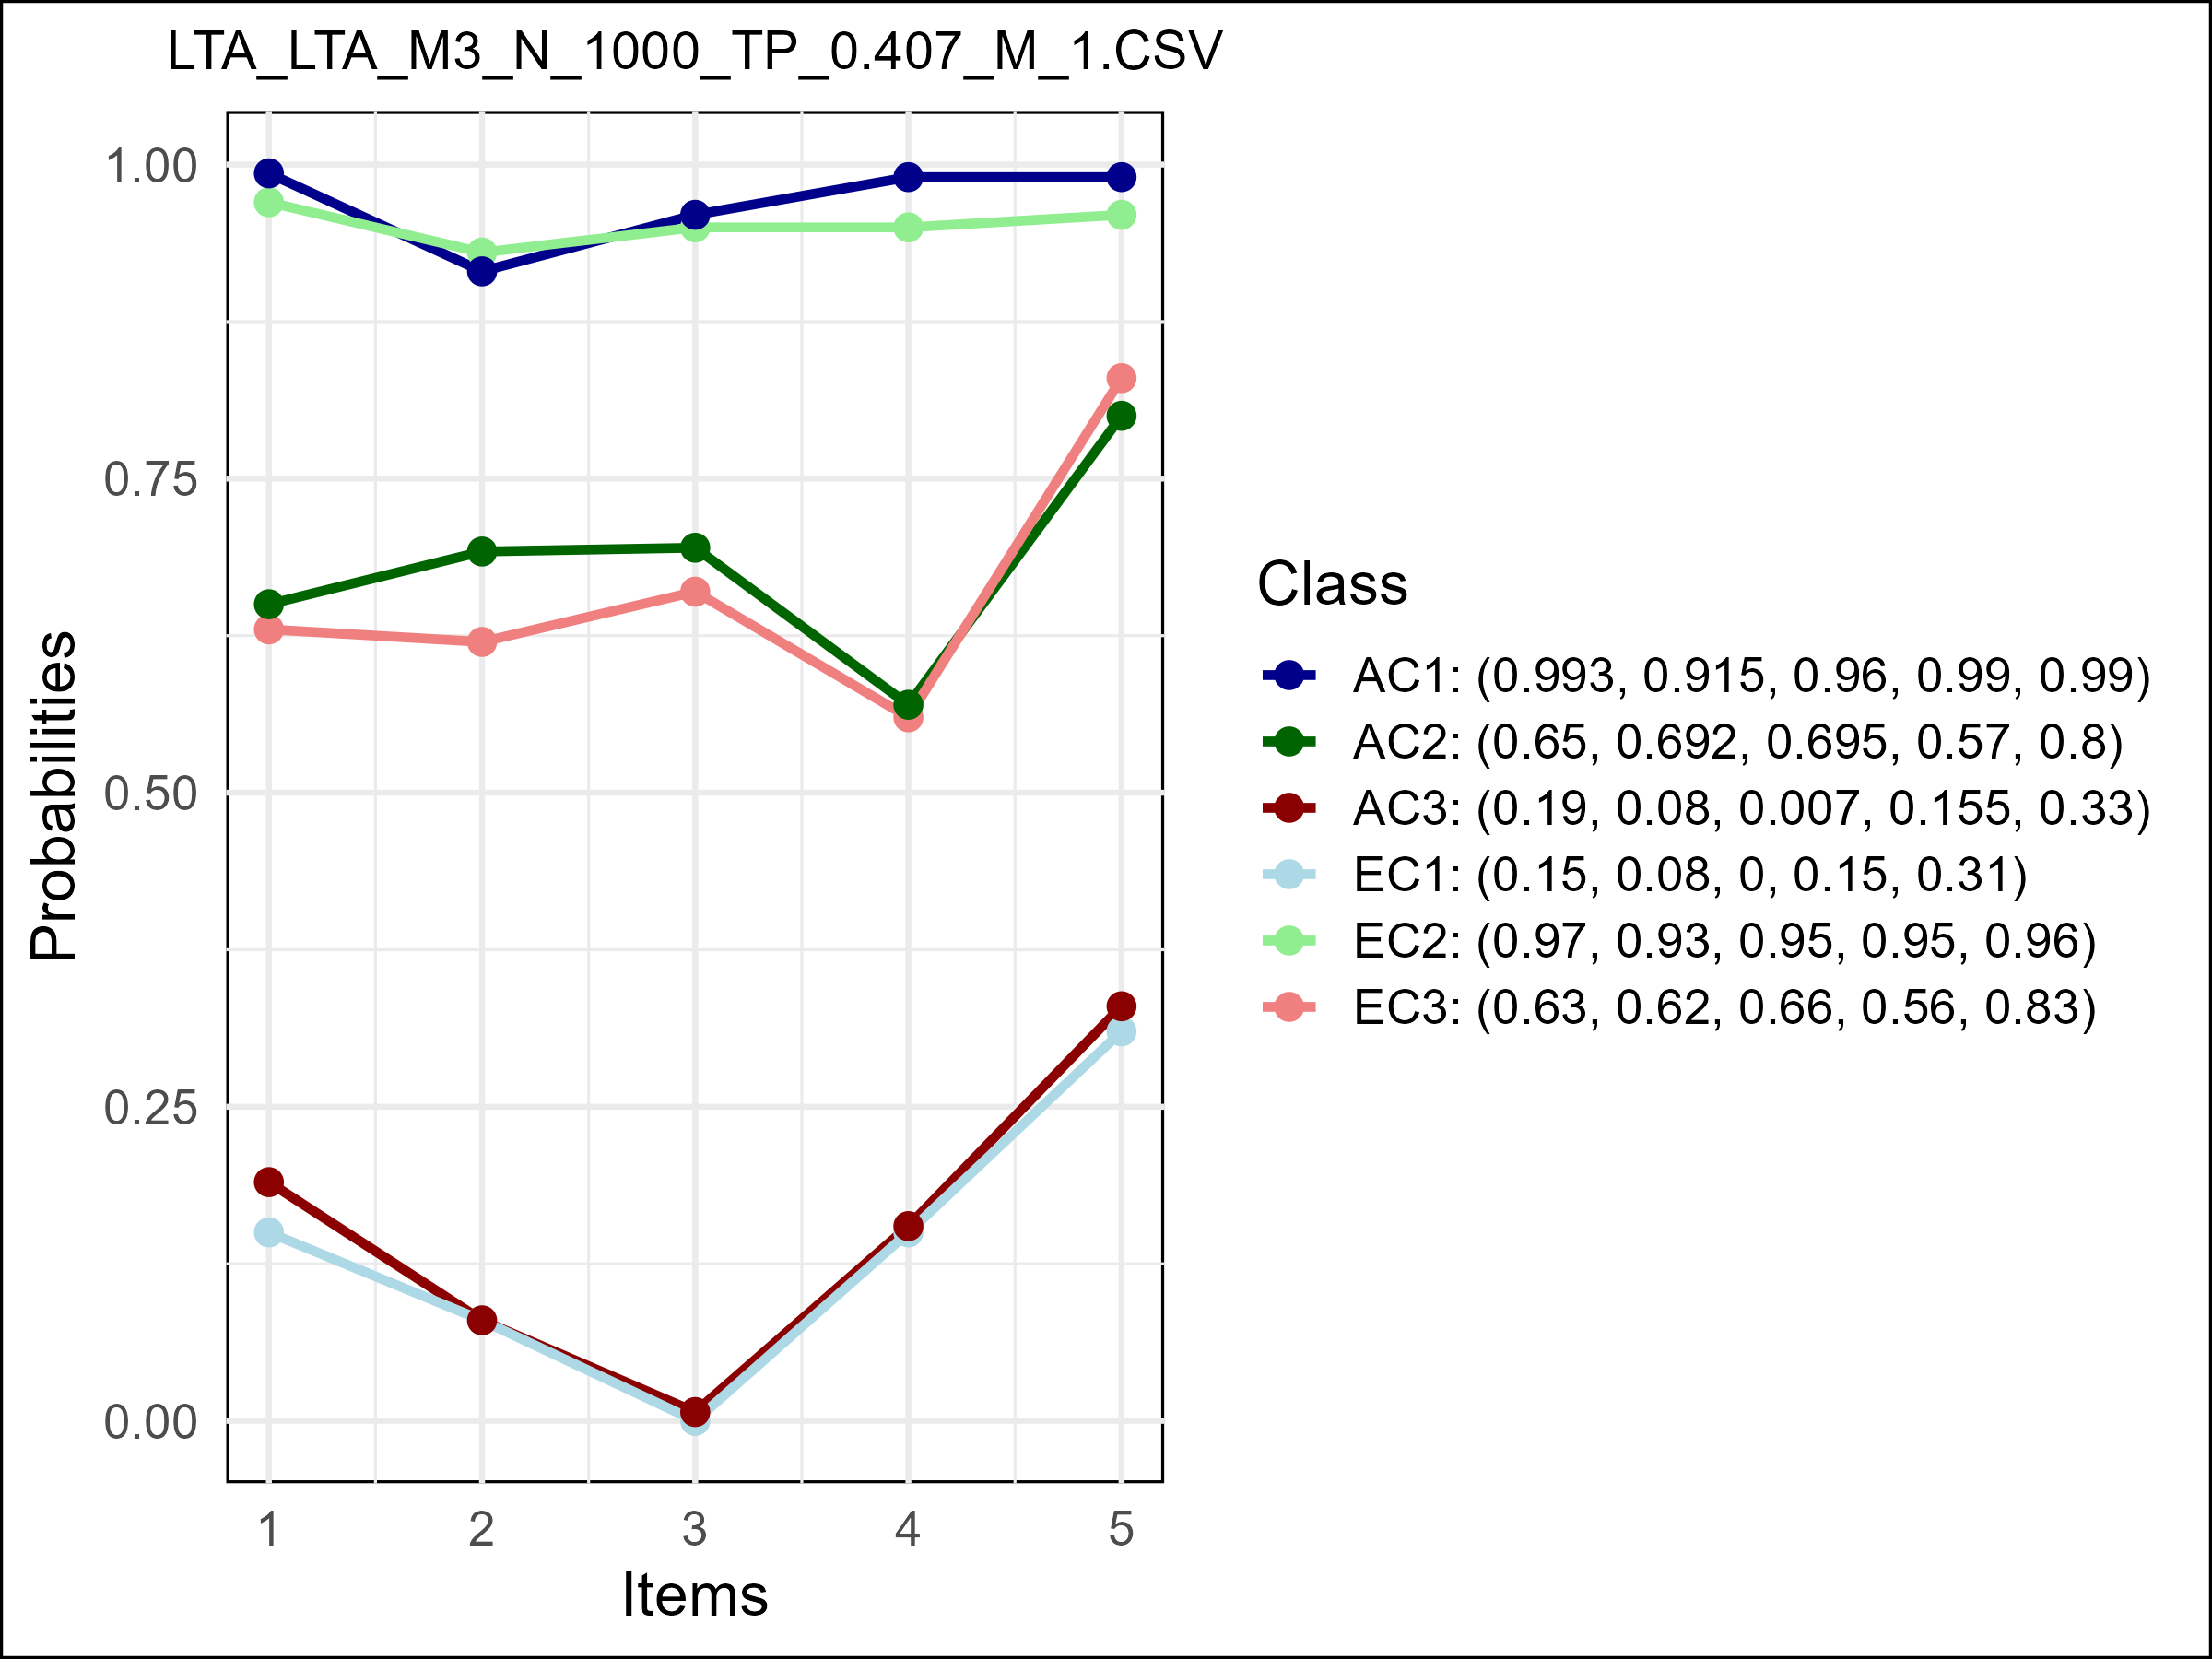 LTA_LTA_M3_N_1000_TP_0.407_M_1.CSV
1.00
0.75
0.50
0.25
0.00
Probabilities
1 2 3 4 5
Items
Class
AC1: (0.993, 0.915, 0.96, 0.99, 0.99)
AC2: (0.65, 0.692, 0.695, 0.57, 0.8)
AC3: (0.19, 0.08, 0.007, 0.155, 0.33)
EC1: (0.15, 0.08, 0, 0.15, 0.31)
EC2: (0.97, 0.93, 0.95, 0.95, 0.96)
EC3: (0.63, 0.62, 0.66, 0.56, 0.83)